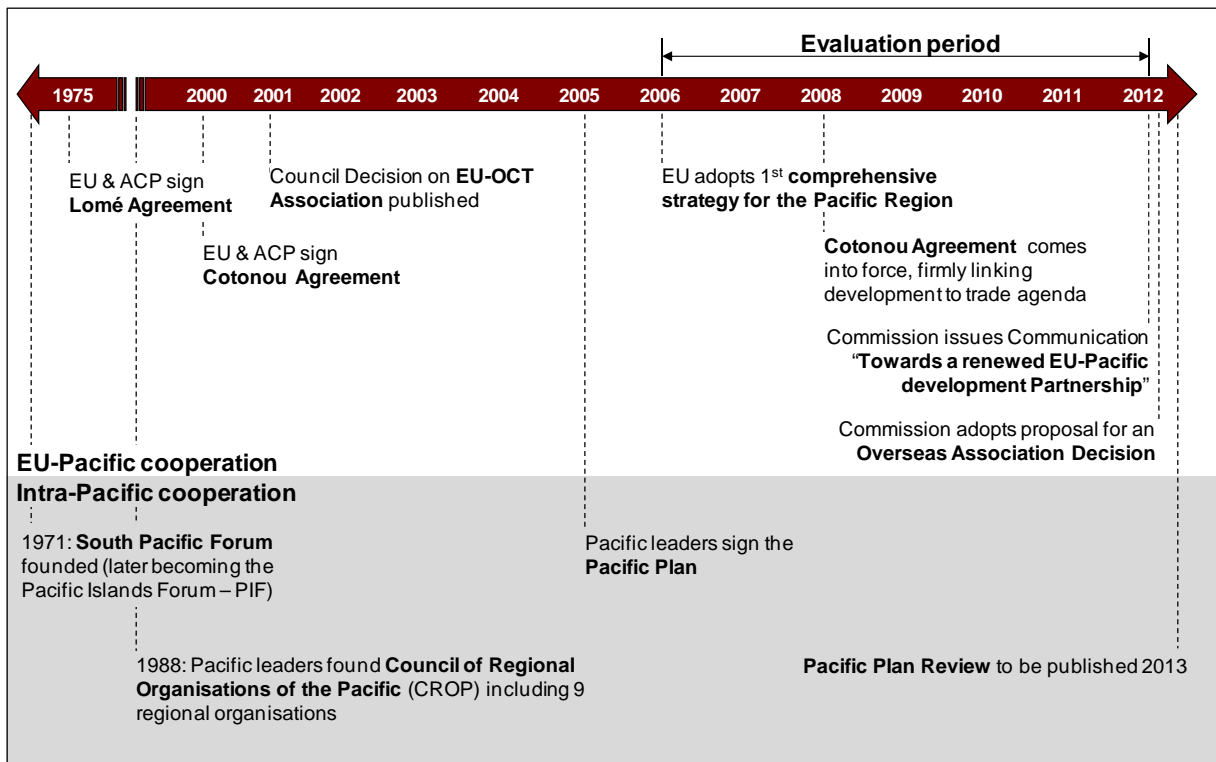 Evaluation period
1975 2000 2001 2002 2003 2004 2005 2006 2007 2008 2009 2010 2011 2012
EU & ACP sign
Lomé Agreement
Council Decision on EU-OCT
Association published
EU adopts 1st comprehensive
strategy for the Pacific Region
EU & ACP sign
Cotonou Agreement
Cotonou Agreement comes
into force, firmly linking
development to trade agenda
Commission issues Communication
“Towards a renewed EU-Pacific
development Partnership”
Commission adopts proposal for an
Overseas Association Decision
EU-Pacific cooperation
Intra-Pacific cooperation
1971: South Pacific Forum
founded (later becoming the
Pacific Islands Forum – PIF)
Pacific leaders sign the
Pacific Plan
1988: Pacific leaders found Council of Regional
Organisations of the Pacific (CROP) including 9
regional organisations
Pacific Plan Review to be published 2013